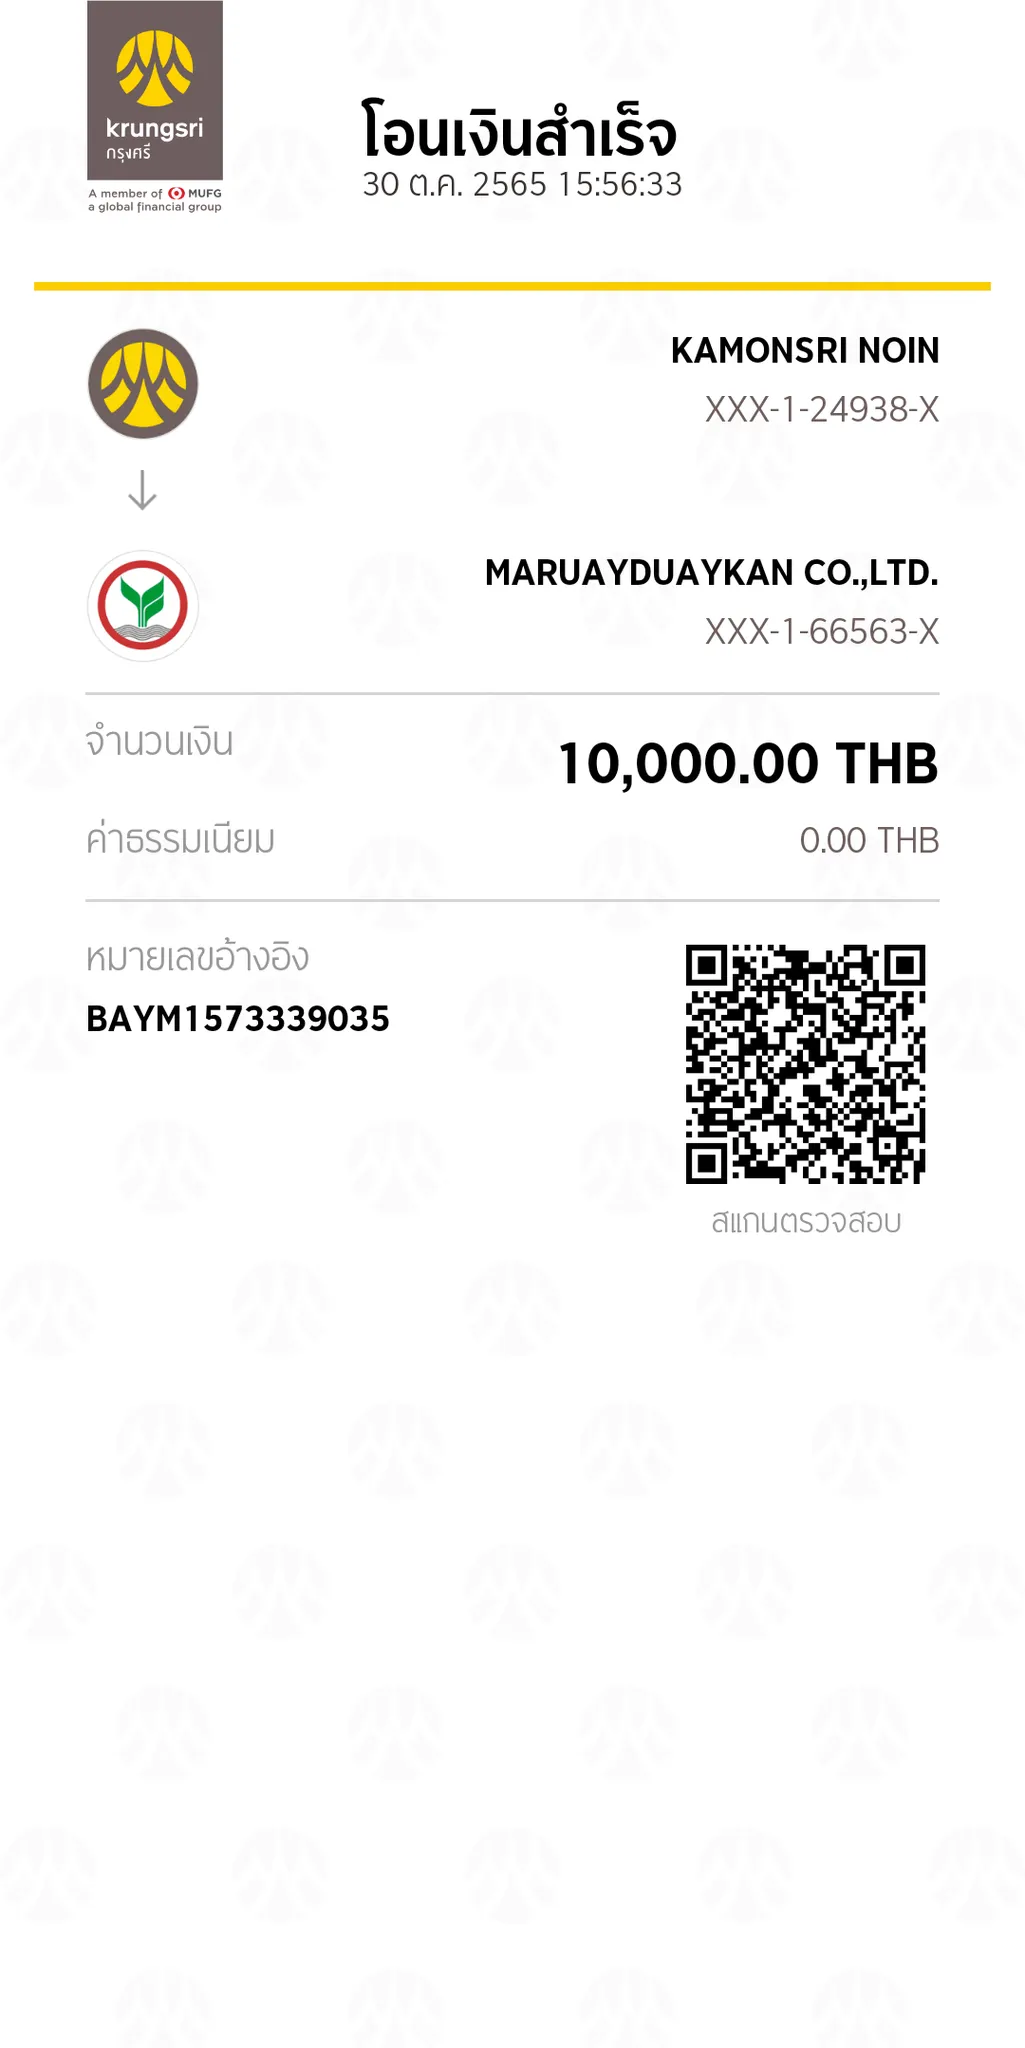 krungsri
กรุงศรี
A member of MUFG
a global financial group
โอนเงินสำเร็จ
30 ต.ค. 2565 15:56:33
KAMONSRI NOIN
XXX-1-24938-X
MARUAYDUAYKAN CO.,LTD.
XXX-1-66563-X
จำนวนเงิน
10,000.00 THB
ค่าธรรมเนียม
0.00 THB
หมายเลขอ้างอิง
BAYM1573339035
สแกนตรวจสอบ